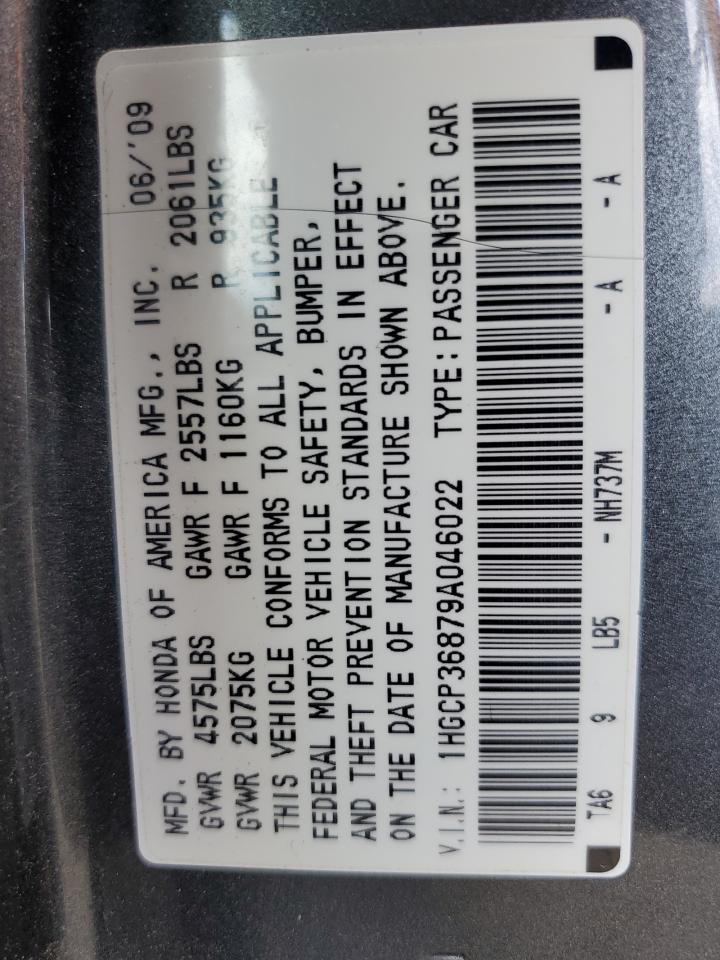 MFD. BY HONDA OF AMERICA MFG., INC. 06/'09
GVWR 4575LBS GAWR F 2557LBS R 2061LBS
GVWR 2075KG GAWR F 1160KG R 935KG
THIS VEHICLE CONFORMS TO ALL APPLICABLE
FEDERAL MOTOR VEHICLE SAFETY, BUMPER,
AND THEFT PREVENTION STANDARDS IN EFFECT
ON THE DATE OF MANUFACTURE SHOWN ABOVE.
V.I.N.: 1HGCP36879A046022 TYPE:PASSENGER CAR
TA6 9 LB5 - NH737M - A - A